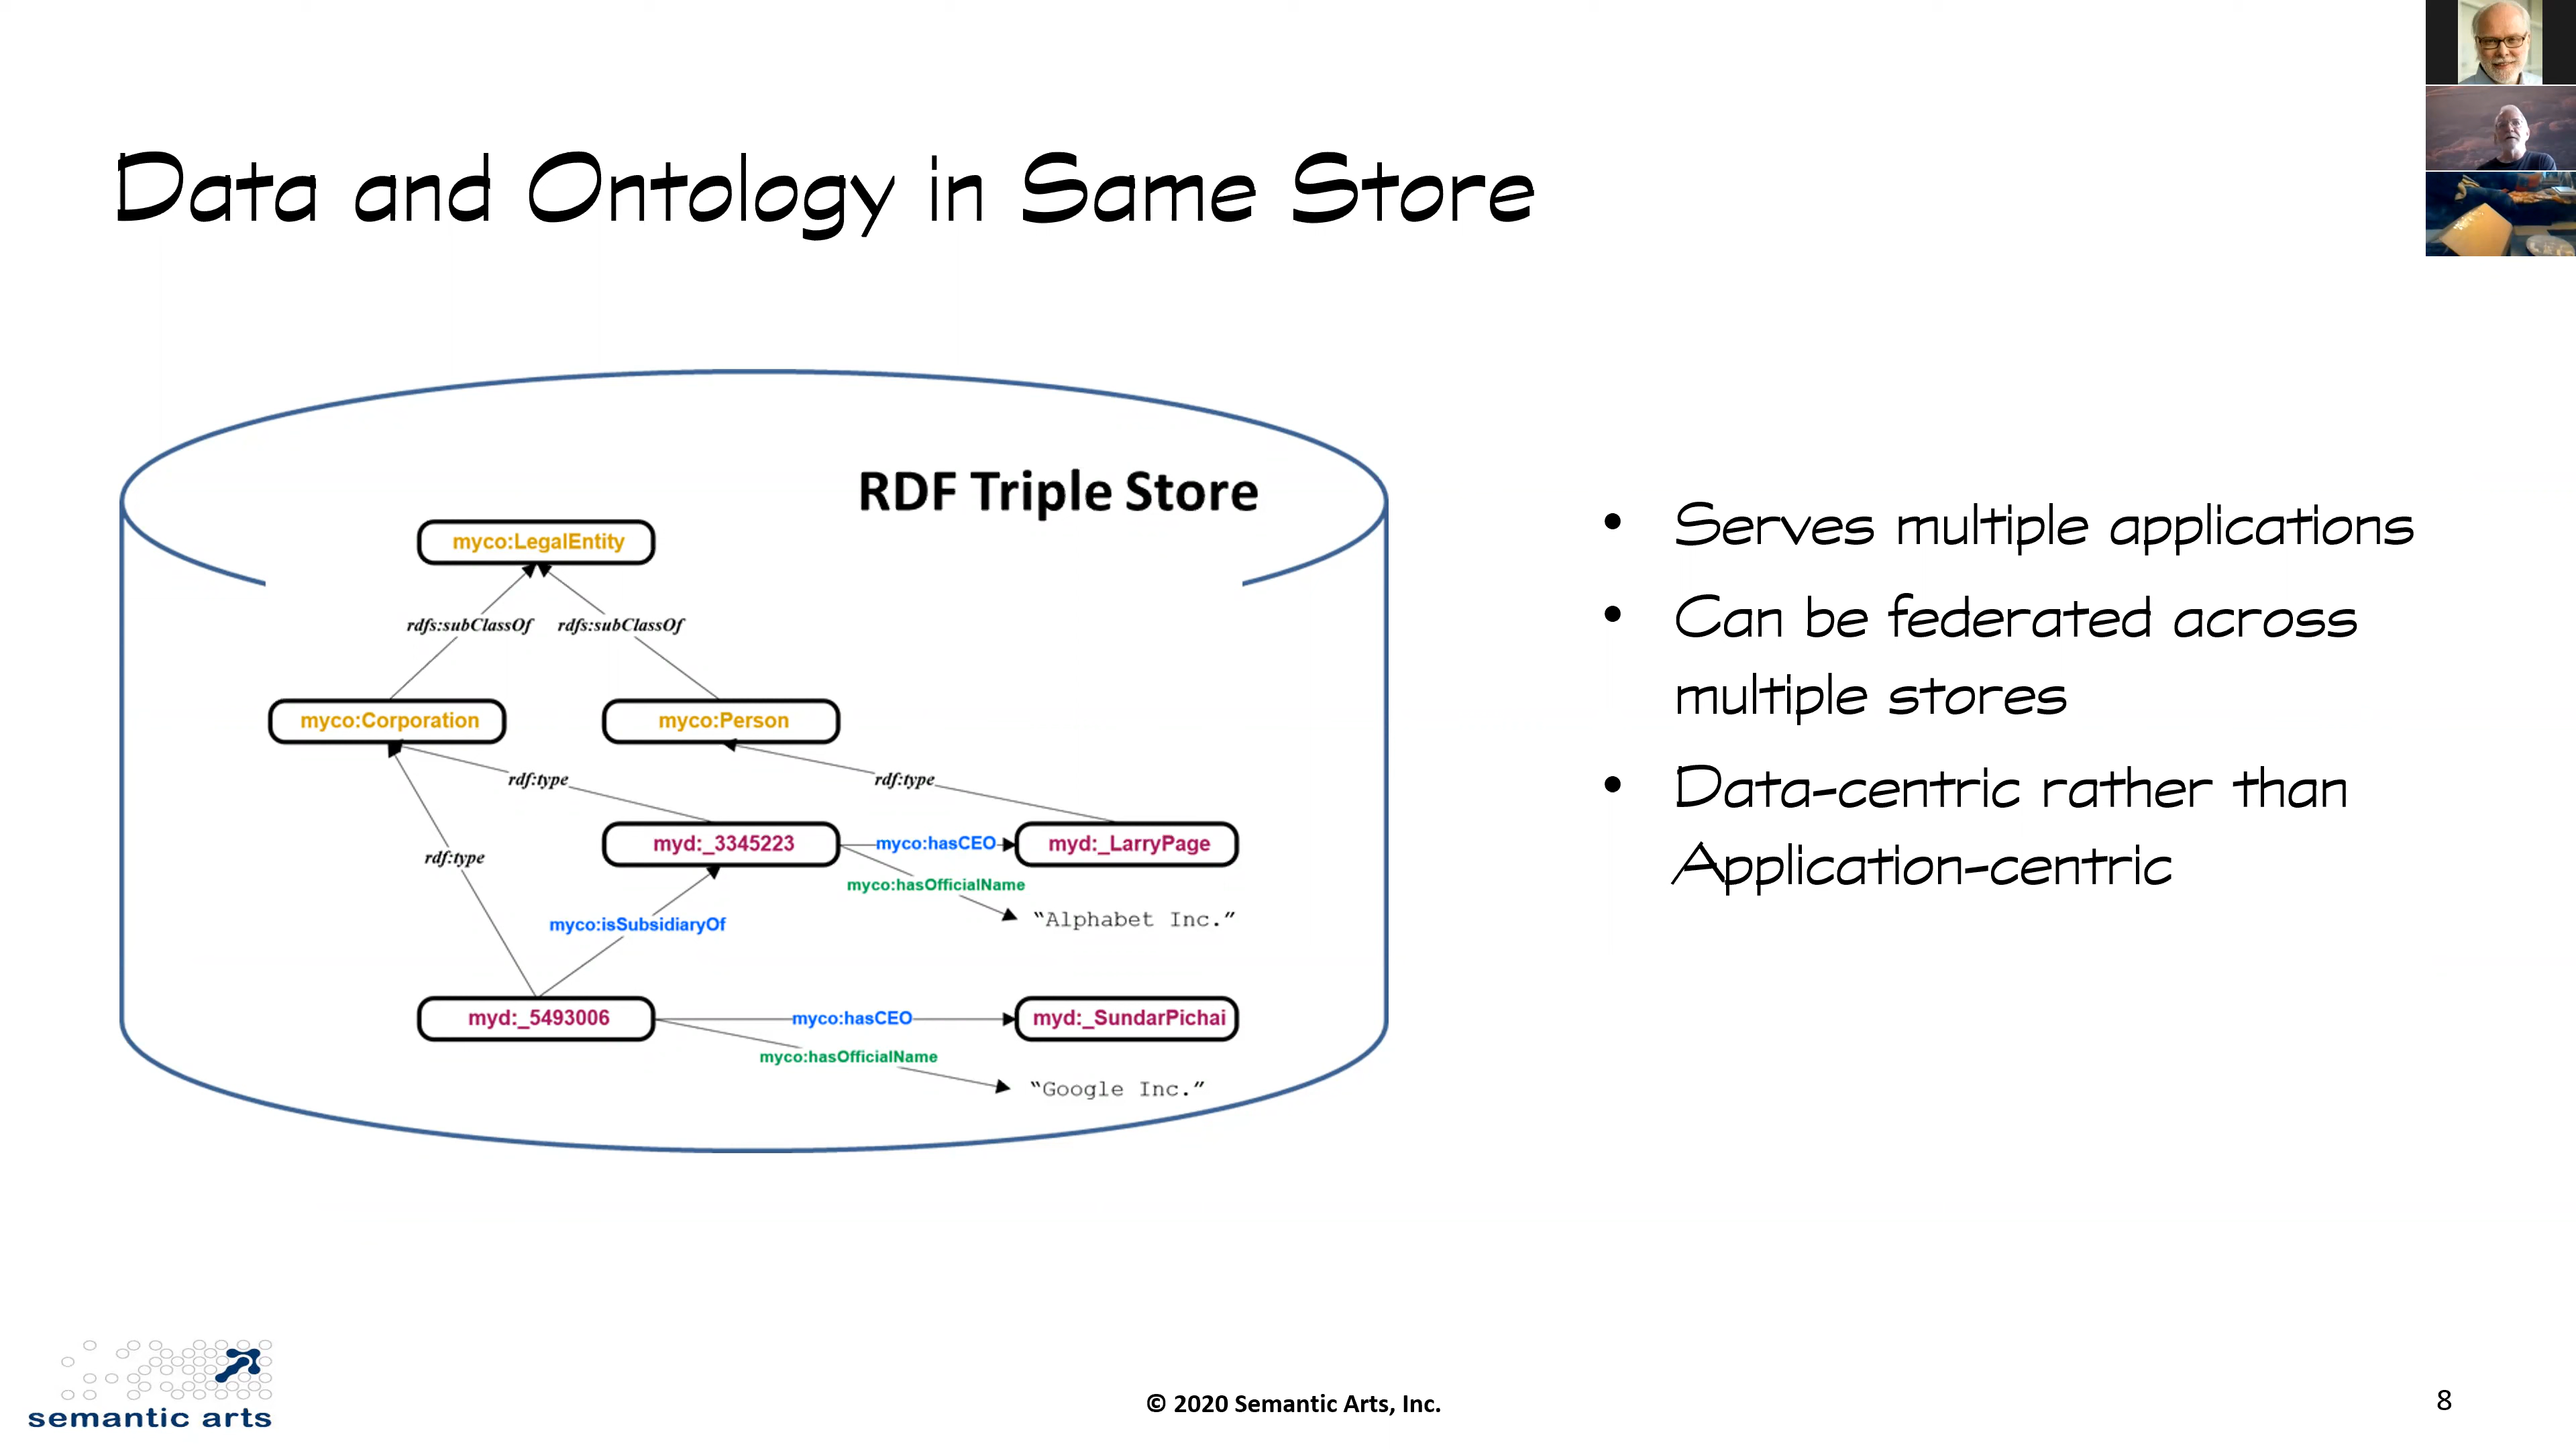 Data and Ontology in Same Store
RDF Triple Store
myco:LegalEntity
rdfs:subClassOf rdfs:subClassOf
myco:Corporation myco:Person
rdf:type rdf:type
myd:_3345223 myco:hasCEO myd:_LarryPage
rdf:type
myco:hasOfficialName
“Alphabet Inc.”
myco:isSubsidiaryOf
myd:_5493006 myco:hasCEO myd:_SundarPichai
myco:hasOfficialName
“Google Inc.”
• Serves multiple applications
• Can be federated across
multiple stores
• Data-centric rather than
Application-centric
semantic arts
© 2020 Semantic Arts, Inc.
8